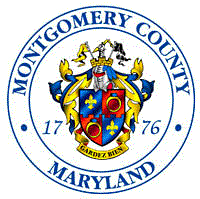 MONTGOMERY COUNTY
17 76
GARDEZ BIEN
MARYLAND